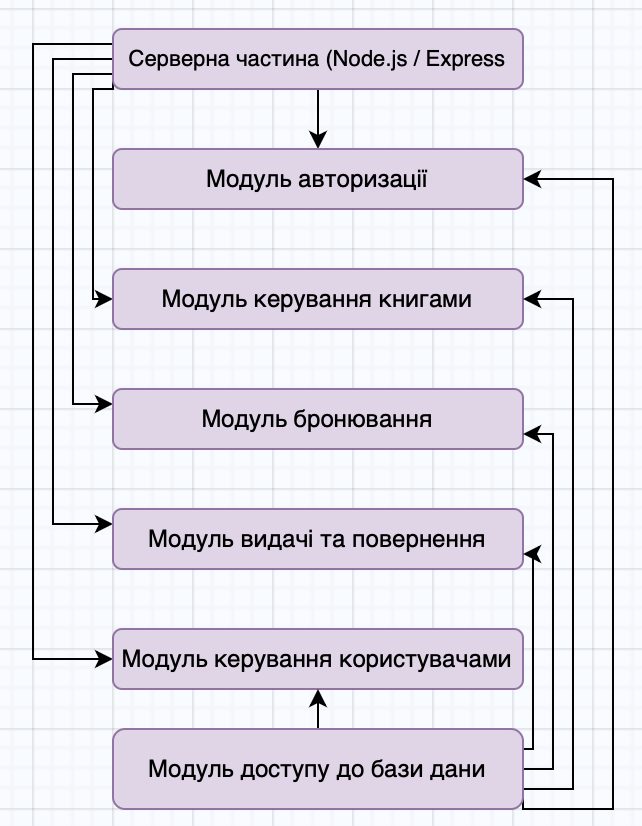 Серверна частина (Node.js / Express
Модуль авторизації
Модуль керування книгами
Модуль бронювання
Модуль видачі та повернення
Модуль керування користувачами
Модуль доступу до бази дани